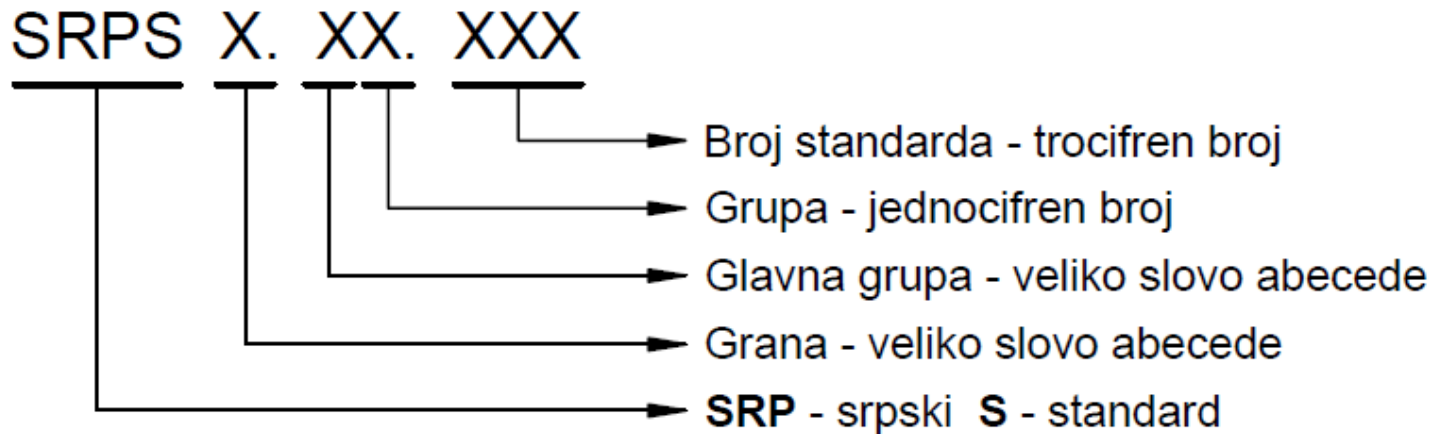 SRPS X. XX. XXX
Broj standarda - trocifren broj
Grupa - jednocifren broj
Glavna grupa - veliko slovo abecede
Grana - veliko slovo abecede
SRP - srpski S - standard